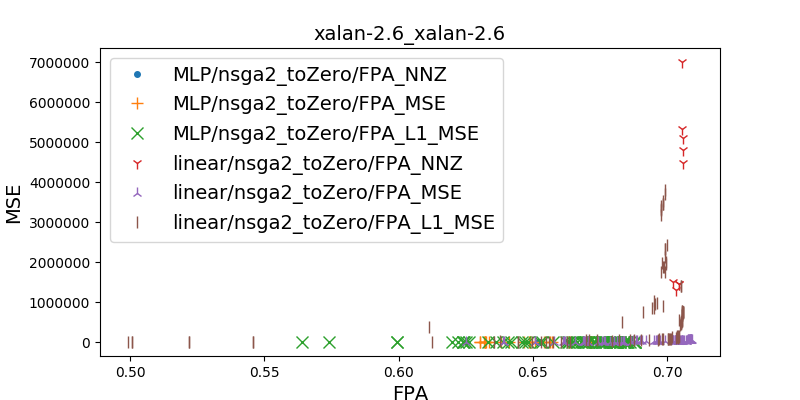 xalan-2.6_xalan-2.6
7000000
6000000
5000000
4000000
3000000
2000000
1000000
0
MSE
MLP/nsga2_toZero/FPA_NNZ
MLP/nsga2_toZero/FPA_MSE
MLP/nsga2_toZero/FPA_L1_MSE
linear/nsga2_toZero/FPA_NNZ
linear/nsga2_toZero/FPA_MSE
linear/nsga2_toZero/FPA_L1_MSE
0.50 0.55 0.60 0.65 0.70
FPA